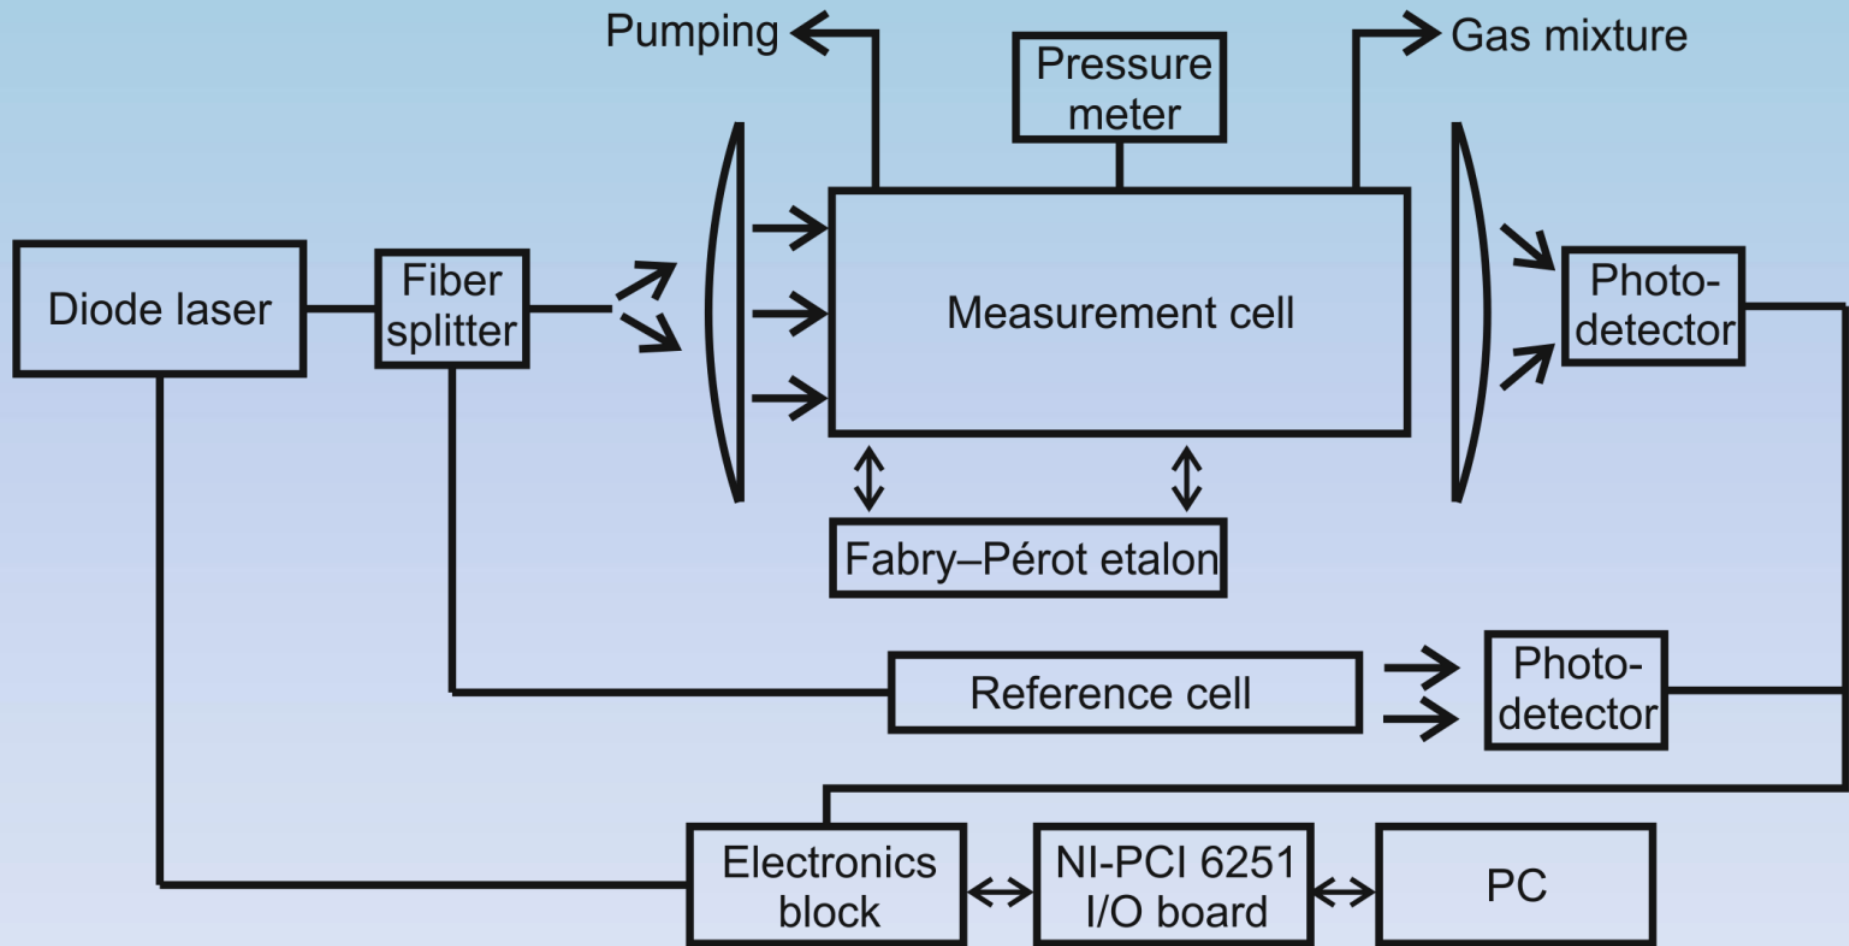 Pumping
Gas mixture
Pressure
meter
Diode laser
Fiber
splitter
Measurement cell
Photo-
detector
Fabry–Pérot etalon
Reference cell
Photo-
detector
Electronics
block
NI-PCI 6251
I/O board
PC